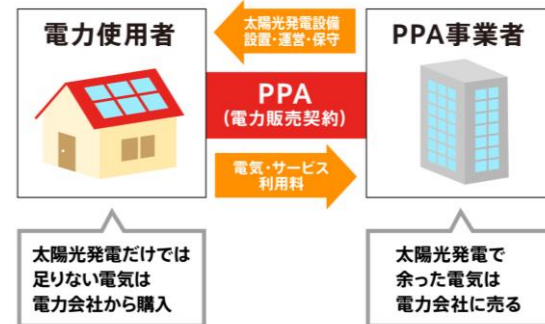 電力使用者
太陽光発電設備
設置・運営・保守
PPA事業者
PPA
(電力販売契約)
電気・サービス
利用料
太陽光発電だけでは
足りない電気は
電力会社から購入
太陽光発電で
余った電気は
電力会社に売る